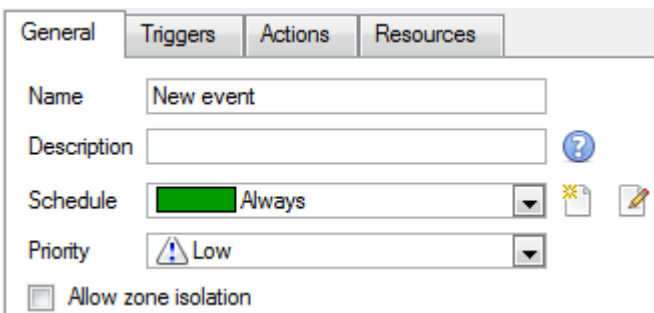 General Triggers Actions Resources
Name New event
Description
Schedule Always
Priority Low
Allow zone isolation